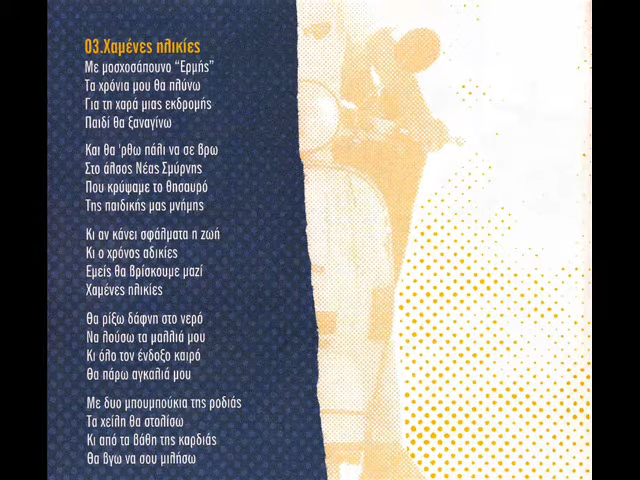 03.Χαμένες ηλικίες
Με μοσχοσάπουνο “Ερμής”
Τα χρόνια μου θα πλύνω
Για τη χαρά μιας εκδρομής
Παιδί θα ξαναγίνω
Και θα 'ρθω πάλι να σε βρω
Στο άλσος Νέας Σμύρνης
Που κρύψαμε το θησαυρό
Της παιδικής μας μνήμης
Κι αν κάνει σφάλματα η ζωή
Κι ο χρόνος αδικίες
Εμείς θα βρίσκουμε μαζί
Χαμένες ηλικίες
Θα ρίξω δάφνη στο νερό
Να λούσω τα μαλλιά μου
Κι όλο τον ένδοξο καιρό
Θα πάρω αγκαλιά μου
Με δυο μπουμπούκια της ροδιάς
Τα χείλη θα στολίσω
Κι από τα βάθη της καρδιάς
Θα βγω να σου μιλήσω